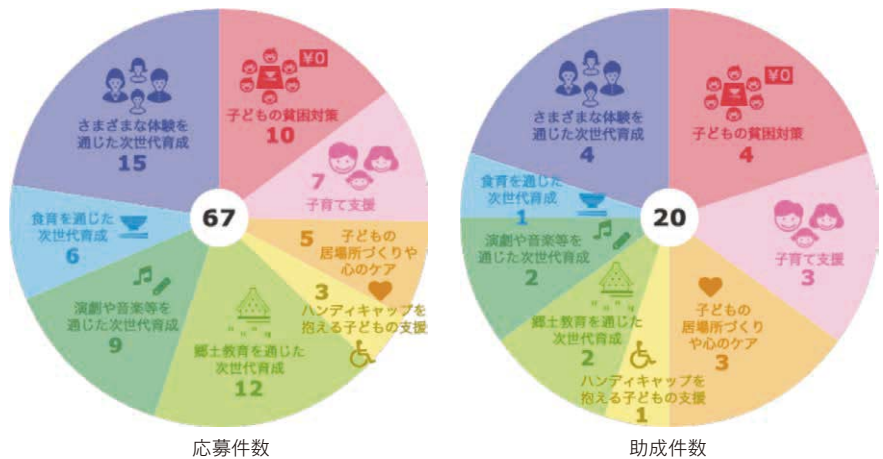 ¥0
子どもの貧困対策
10
7
子育て支援
5
子どもの
居場所づくりや
心のケア
3
ハンディキャップを
抱える子どもの支援
郷土教育を通じた
次世代育成
12
演劇や音楽等を
通じた次世代育成
9
食育を通じた
次世代育成
6
さまざまな体験を
通じた次世代育成
15
67
応募件数
¥0
子どもの貧困対策
4
子育て支援
3
子どもの
居場所づくり
や心のケア
3
ハンディキャップを
抱える子どもの支援
1
郷土教育を通じた
次世代育成
2
演劇や音楽等を
通じた次世代育成
2
食育を通じた
次世代育成
1
さまざまな体験を
通じた次世代育成
4
20
助成件数